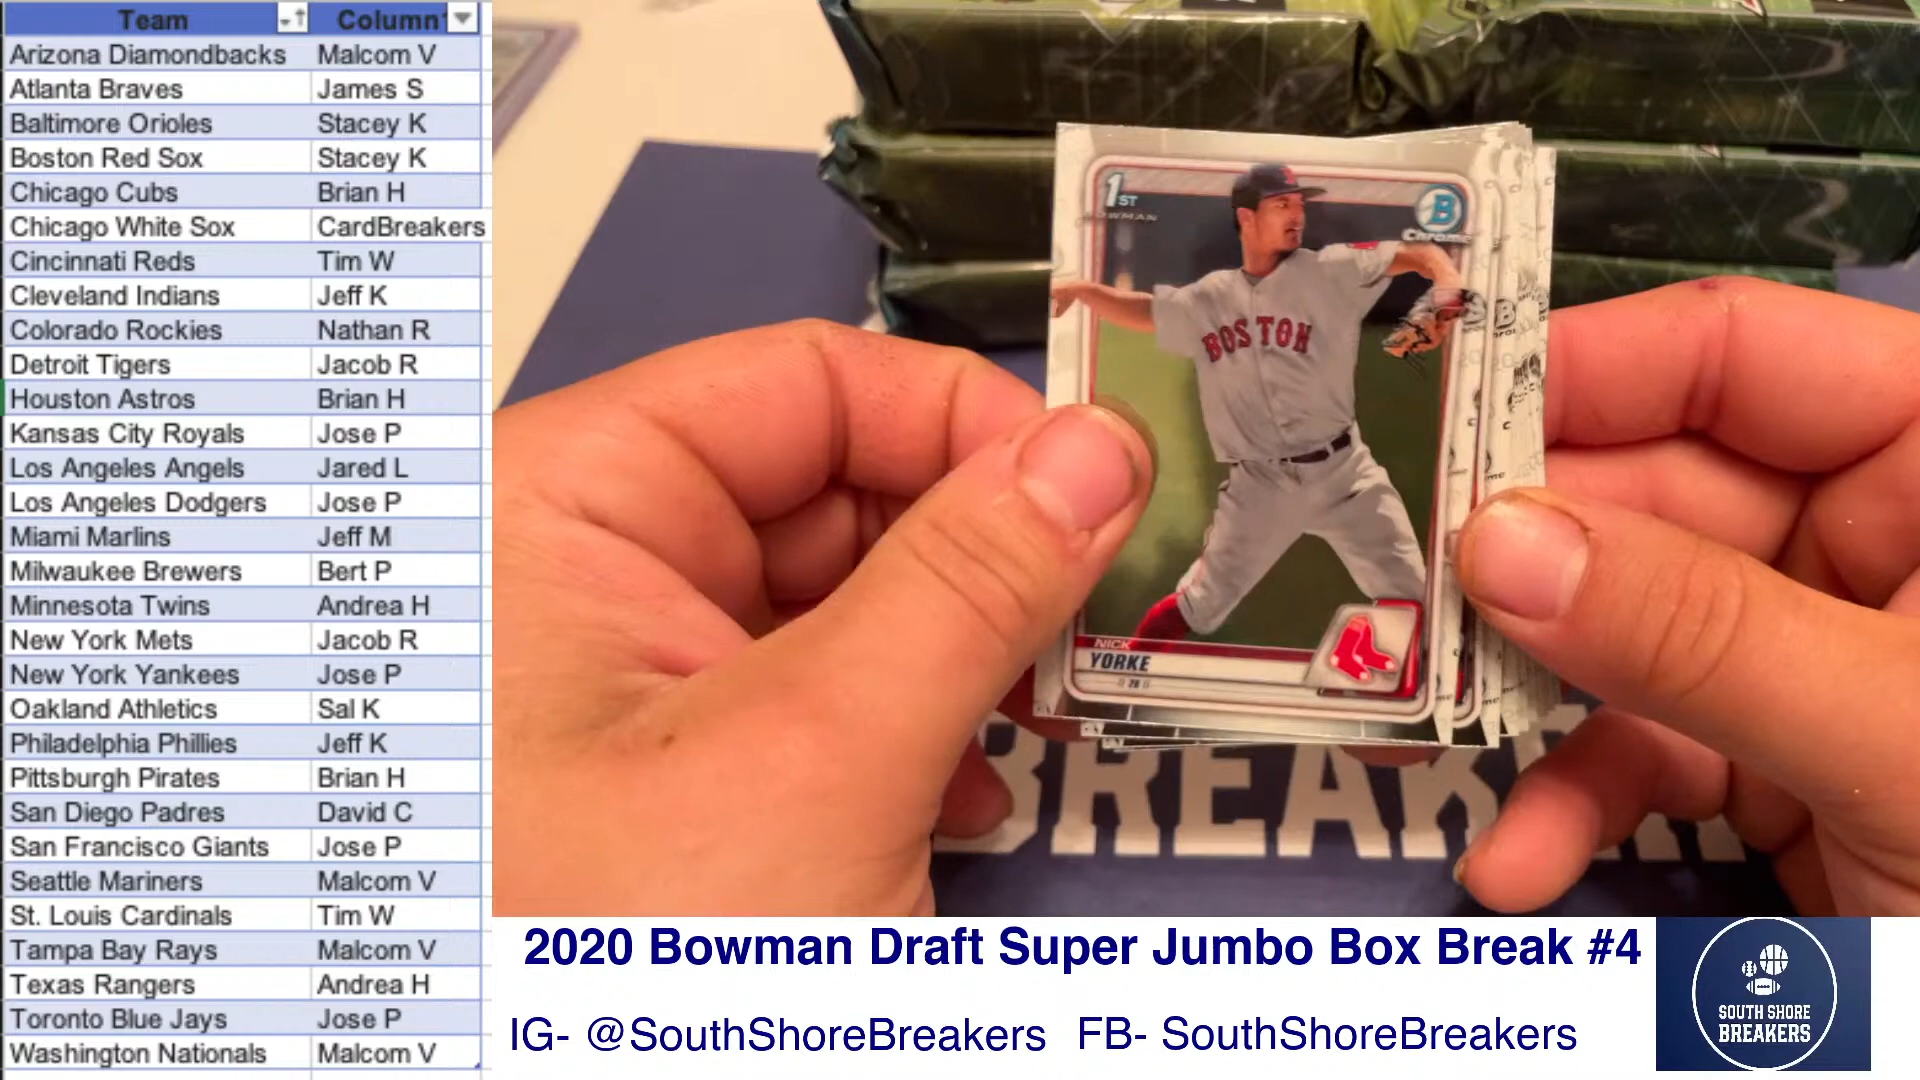 Team Column
Arizona Diamondbacks Malcom V
Atlanta Braves James S
Baltimore Orioles Stacey K
Boston Red Sox Stacey K
Chicago Cubs Brian H
Chicago White Sox CardBreakers
Cincinnati Reds Tim W
Cleveland Indians Jeff K
Colorado Rockies Nathan R
Detroit Tigers Jacob R
Houston Astros Brian H
Kansas City Royals Jose P
Los Angeles Angels Jared L
Los Angeles Dodgers Jose P
Miami Marlins Jeff M
Milwaukee Brewers Bert P
Minnesota Twins Andrea H
New York Mets Jacob R
New York Yankees Jose P
Oakland Athletics Sal K
Philadelphia Phillies Jeff K
Pittsburgh Pirates Brian H
San Diego Padres David C
San Francisco Giants Jose P
Seattle Mariners Malcom V
St. Louis Cardinals Tim W
Tampa Bay Rays Malcom V
Texas Rangers Andrea H
Toronto Blue Jays Jose P
Washington Nationals Malcom V
1ST
BOWMAN
B
Chrome
BOSTON
NICK
YORKE
2B
BREAKER
2020 Bowman Draft Super Jumbo Box Break #4
IG- @SouthShoreBreakers FB- SouthShoreBreakers
SOUTH SHORE
BREAKERS